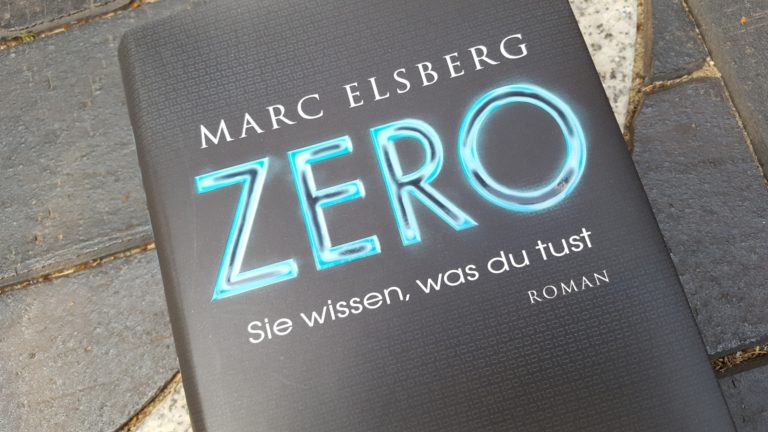 MARC ELSBERG
ZERO
Sie wissen, was du tust
ROMAN